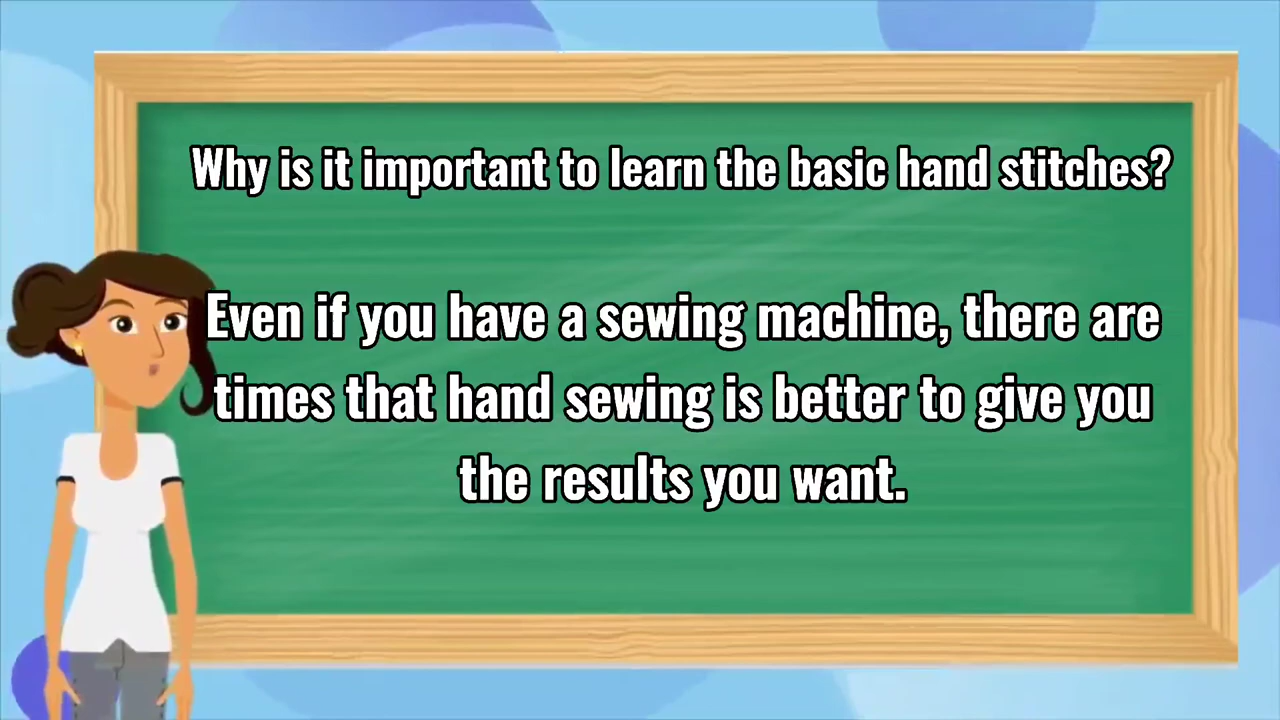 Why is it important to learn the basic hand stitches?
Even if you have a sewing machine, there are
times that hand sewing is better to give you
the results you want.